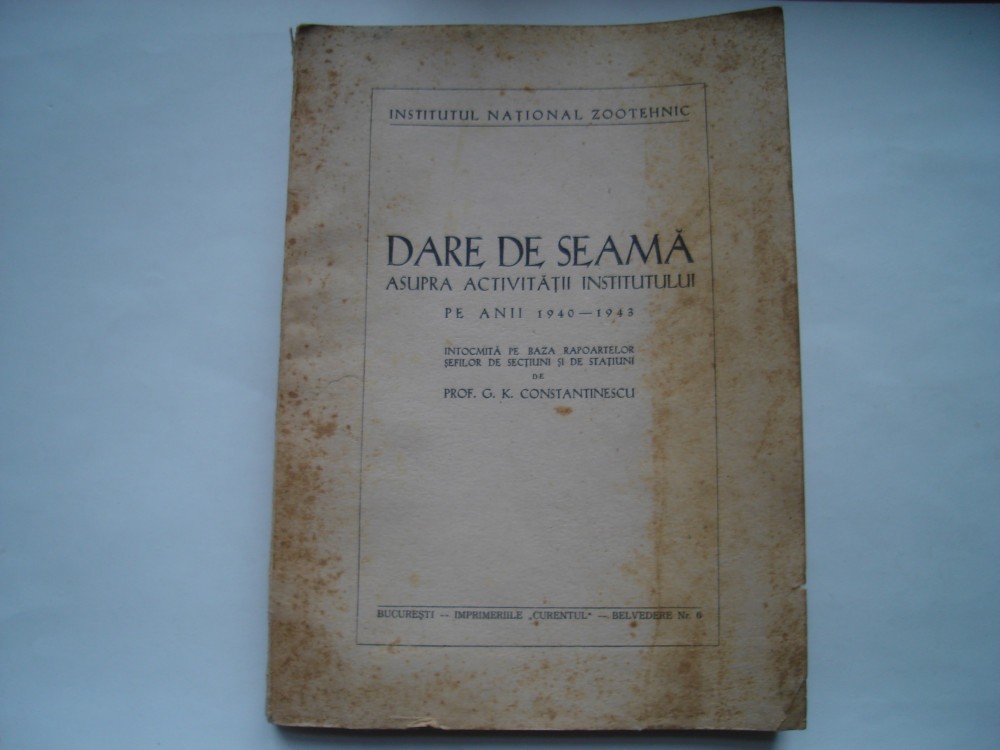 INSTITUTUL NAȚIONAL ZOOTEHNIC
DARE DE SEAMĂ
ASUPRA ACTIVITĂȚII INSTITUTULUI
PE ANII 1940—1943
INTOCMITĂ PE BAZA RAPOARTELOR
ȘEFILOR DE SECȚIUNI ȘI DE STAȚIUNI
DE
PROF. G. K. CONSTANTINESCU
BUCUREȘTI — IMPRIMERIILE „CURENTUL" — BELVEDERE Nr. 6